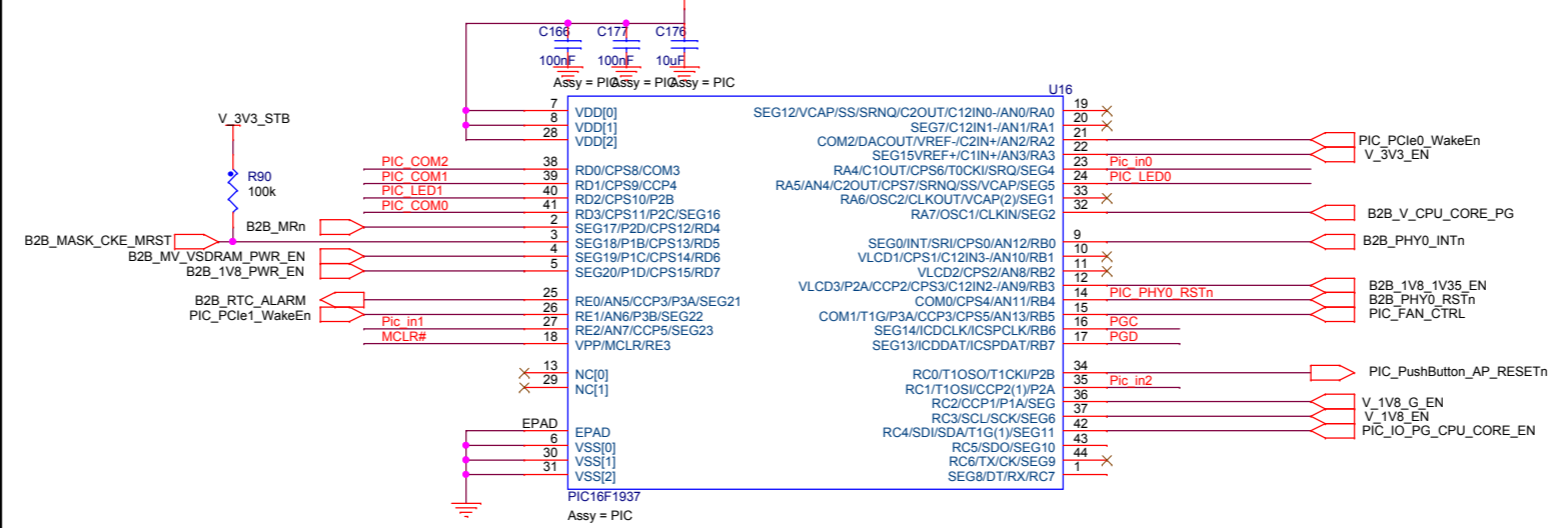 C166
C177
C176
100nF
100nF
10uF
Assy = PIC
Assy = PIC
Assy = PIC
U16
V_3V3_STB
R90
100k
B2B_MASK_CKE_MRST
PIC_COM2
PIC_COM1
PIC_LED1
PIC_COM0
B2B_MRn
B2B_MV_VSDRAM_PWR_EN
B2B_1V8_PWR_EN
B2B_RTC_ALARM
PIC_PCIe1_WakeEn
Pic_in1
MCLR#
7 VDD[0]
8 VDD[1]
28 VDD[2]
38 RD0/CPS8/COM3
39 RD1/CPS9/CCP4
40 RD2/CPS10/P2B
41 RD3/CPS11/P2C/SEG16
2 SEG17/P2D/CPS12/RD4
3 SEG18/P1B/CPS13/RD5
4 SEG19/P1C/CPS14/RD6
5 SEG20/P1D/CPS15/RD7
25 RE0/AN5/CCP3/P3A/SEG21
26 RE1/AN6/P3B/SEG22
27 RE2/AN7/CCP5/SEG23
18 VPP/MCLR/RE3
13 NC[0]
29 NC[1]
EPAD EPAD
6 VSS[0]
30 VSS[1]
31 VSS[2]
SEG12/VCAP/SS/SRNQ/C2OUT/C12IN0-/AN0/RA0 19
SEG7/C12IN1-/AN1/RA1 20
COM2/DACOUT/VREF-/C2IN+/AN2/RA2 21 PIC_PCIe0_WakeEn
SEG15VREF+/C1IN+/AN3/RA3 22 V_3V3_EN
RA4/C1OUT/CPS6/T0CKI/SRQ/SEG4 23 Pic_in0
RA5/AN4/C2OUT/CPS7/SRNQ/SS/VCAP/SEG5 24 PIC_LED0
RA6/OSC2/CLKOUT/VCAP(2)/SEG1 33
RA7/OSC1/CLKIN/SEG2 32 B2B_V_CPU_CORE_PG
SEG0/INT/SRI/CPS0/AN12/RB0 9 B2B_PHY0_INTn
VLCD1/CPS1/C12IN3-/AN10/RB1 10
VLCD2/CPS2/AN8/RB2 11
VLCD3/P2A/CCP2/CPS3/C12IN2-/AN9/RB3 12 B2B_1V8_1V35_EN
COM0/CPS4/AN11/RB4 14 PIC_PHY0_RSTn B2B_PHY0_RSTn
COM1/T1G/P3A/CCP3/CPS5/AN13/RB5 15 PIC_FAN_CTRL
SEG14/ICDCLK/ICSPCLK/RB6 16 PGC
SEG13/ICDDAT/ICSPDAT/RB7 17 PGD
RC0/T1OSO/T1CKI/P2B 34 PIC_PushButton_AP_RESETn
RC1/T1OSI/CCP2(1)/P2A 35 Pic_in2
RC2/CCP1/P1A/SEG 36 V_1V8_G_EN
RC3/SCL/SCK/SEG6 37 V_1V8_EN
RC4/SDI/SDA/T1G(1)/SEG11 42 PIC_IO_PG_CPU_CORE_EN
RC5/SDO/SEG10 43
RC6/TX/CK/SEG9 44
SEG8/DT/RX/RC7 1
PIC16F1937
Assy = PIC